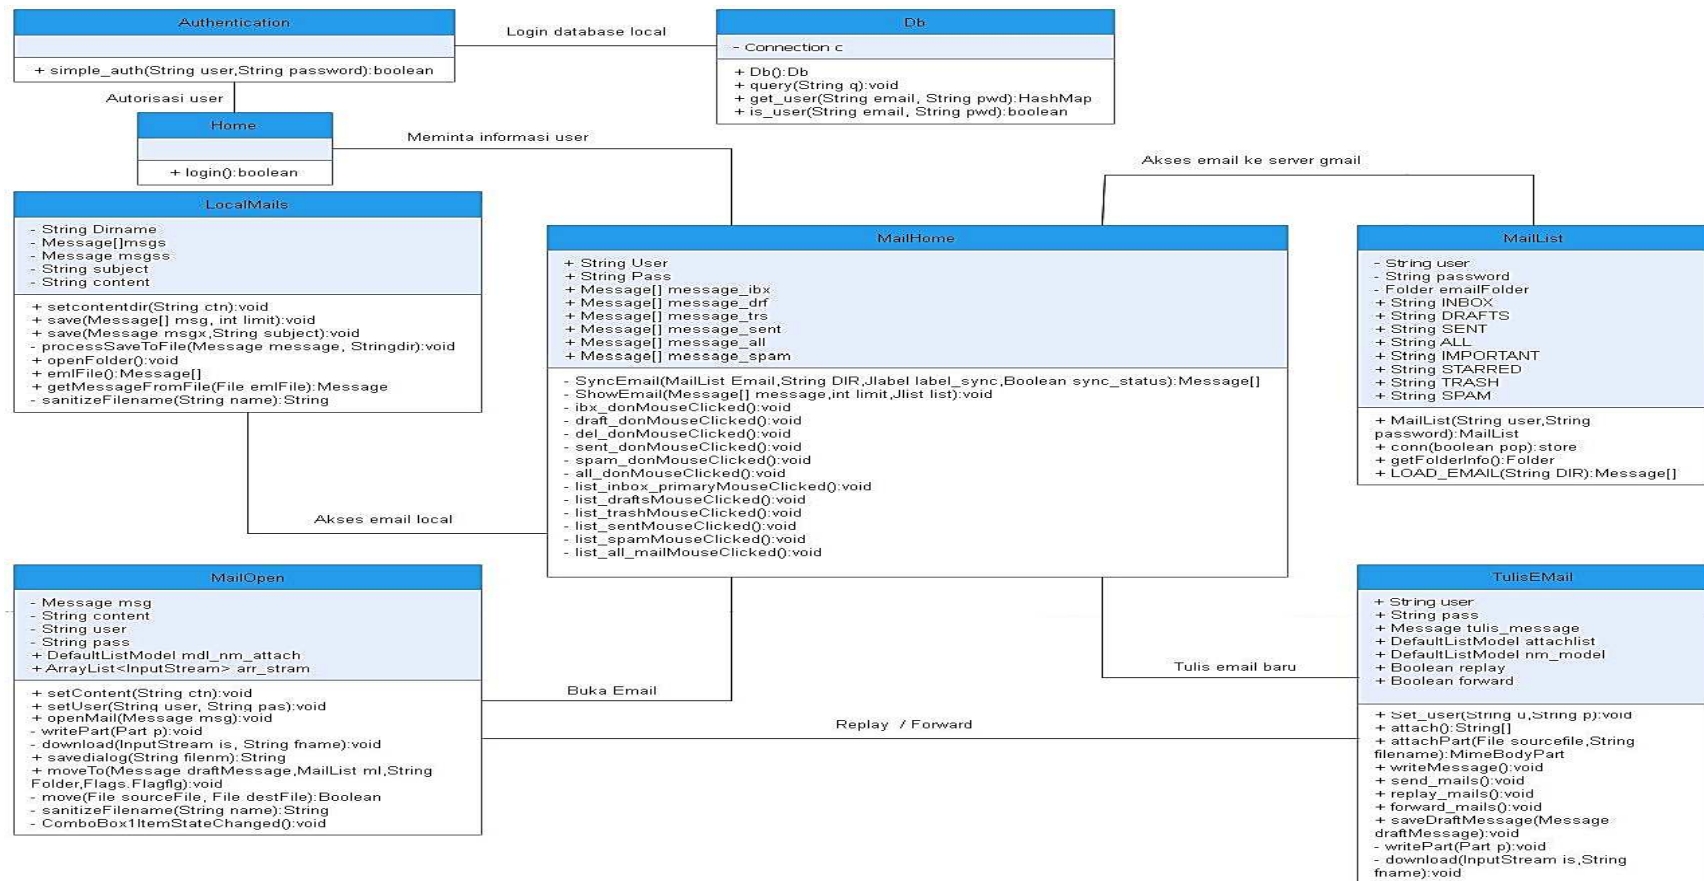 Authentication
+ simple_auth(String user,String password):boolean
Login database local
Db
- Connection c
+ Db():Db
+ query(String q):void
+ get_user(String email, String pwd):HashMap
+ is_user(String email, String pwd):boolean
Autorisasi user
Home
+ login():boolean
Meminta informasi user
Akses email ke server gmail
LocalMails
- String Dirname
- Message[]msgs
- Message msgss
- String subject
- String content
+ setcontentdir(String ctn):void
+ save(Message[] msg, int limit):void
+ save(Message msgx,String subject):void
- processSaveToFile(Message message, Stringdir):void
+ openFolder():void
+ emlFile():Message[]
+ getMessageFromFile(File emlFile):Message
- sanitizeFilename(String name):String
Akses email local
MailHome
+ String User
+ String Pass
+ Message[] message_ibx
+ Message[] message_drf
+ Message[] message_trs
+ Message[] message_sent
+ Message[] message_all
+ Message[] message_spam
- SyncEmail(MailList Email,String DIR,Jlabel label_sync,Boolean sync_status):Message[]
- ShowEmail(Message[] message,int limit,Jlist list):void
- ibx_donMouseClicked():void
- draft_donMouseClicked():void
- del_donMouseClicked():void
- sent_donMouseClicked():void
- spam_donMouseClicked():void
- all_donMouseClicked():void
- list_inbox_primaryMouseClicked():void
- list_draftsMouseClicked():void
- list_trashMouseClicked():void
- list_sentMouseClicked():void
- list_spamMouseClicked():void
- list_all_mailMouseClicked():void
MailList
- String user
- String password
- Folder emailFolder
+ String INBOX
+ String DRAFTS
+ String SENT
+ String ALL
+ String IMPORTANT
+ String STARRED
+ String TRASH
+ String SPAM
+ MailList(String user,String
password):MailList
+ conn(boolean pop):store
+ getFolderInfo():Folder
+ LOAD_EMAIL(String DIR):Message[]
MailOpen
- Message msg
- String content
- String user
- String pass
+ DefaultListModel mdl_nm_attach
+ ArrayList<InputStream> arr_stram
+ setContent(String ctn):void
+ setUser(String user, String pas):void
+ openMail(Message msg):void
- writePart(Part p):void
- download(InputStream is, String fname):void
+ savedialog(String filenm):String
+ moveTo(Message draftMessage,MailList ml,String
Folder,Flags.Flagflg):void
- move(File sourceFile, File destFile):Boolean
- sanitizeFilename(String name):String
- ComboBox1ItemStateChanged():void
Buka Email
Replay / Forward
Tulis email baru
TulisEMail
+ String user
+ String pass
+ Message tulis_message
+ DefaultListModel attachlist
+ DefaultListModel nm_model
+ Boolean replay
+ Boolean forward
+ Set_user(String u,String p):void
+ attach():String[]
+ attachPart(File sourcefile,String
filename):MimeBodyPart
+ writeMessage():void
+ send_mails():void
+ replay_mails():void
+ forward_mails():void
+ saveDraftMessage(Message
draftMessage):void
- writePart(Part p):void
- download(InputStream is,String
fname):void